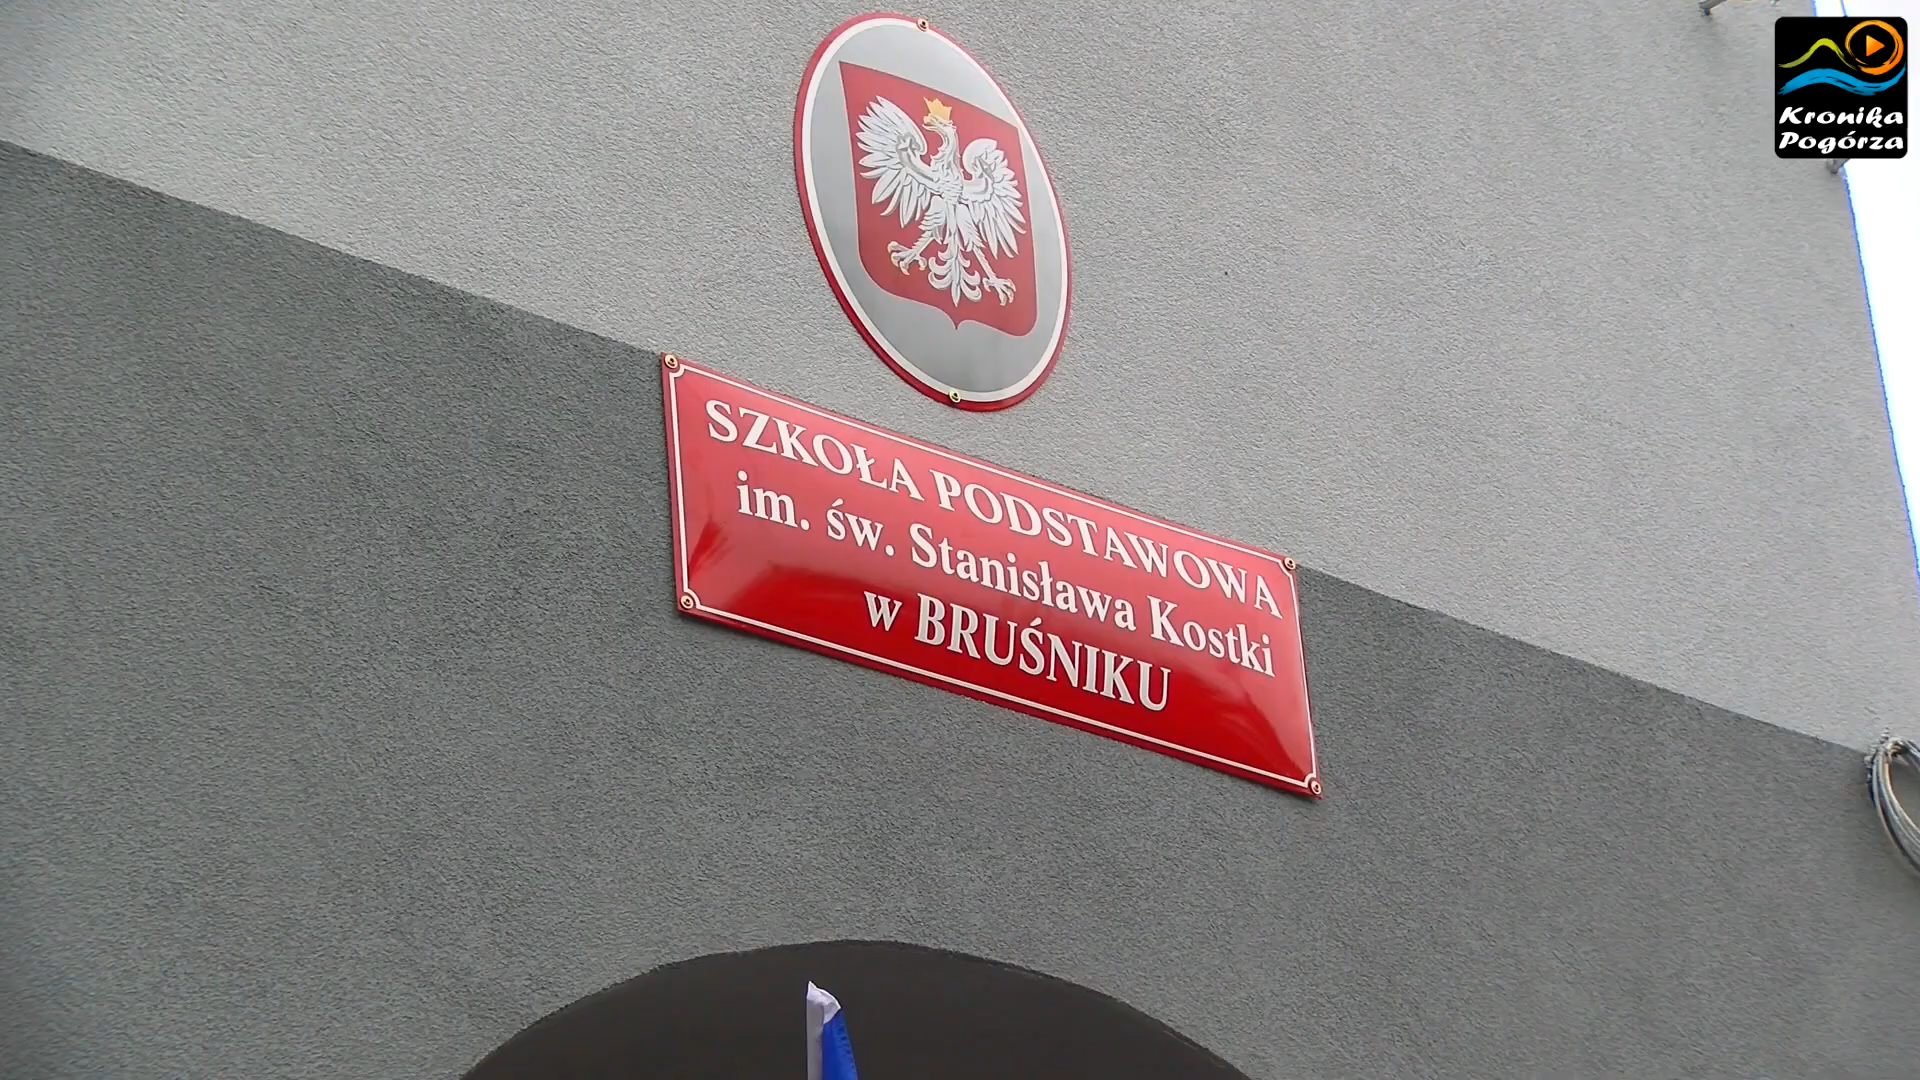 Kronika
Pogórza
SZKOŁA PODSTAWOWA
im. św. Stanisława Kostki
w BRUŚNIKU